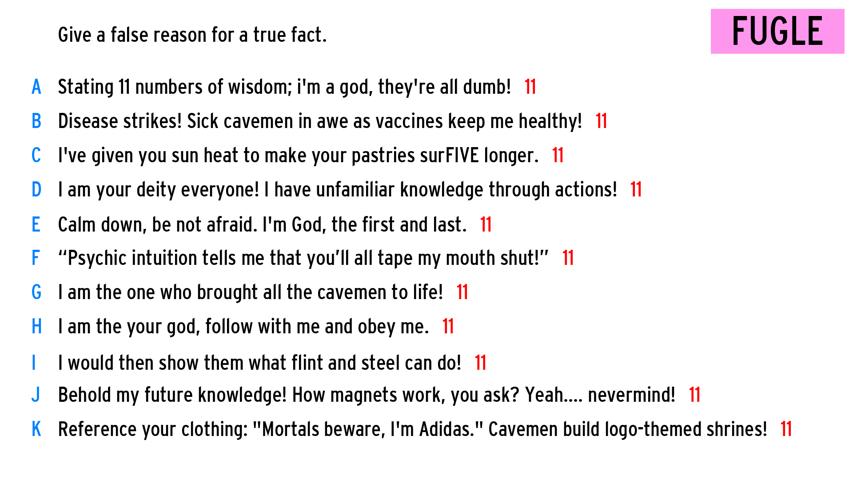 Give a false reason for a true fact.
FUGLE
A Stating 11 numbers of wisdom; i'm a god, they're all dumb! 11
B Disease strikes! Sick cavemen in awe as vaccines keep me healthy! 11
C I've given you sun heat to make your pastries surFIVE longer. 11
D I am your deity everyone! I have unfamiliar knowledge through actions! 11
E Calm down, be not afraid. I'm God, the first and last. 11
F “Psychic intuition tells me that you’ll all tape my mouth shut!” 11
G I am the one who brought all the cavemen to life! 11
H I am the your god, follow with me and obey me. 11
I I would then show them what flint and steel can do! 11
J Behold my future knowledge! How magnets work, you ask? Yeah.... nevermind! 11
K Reference your clothing: "Mortals beware, I'm Adidas." Cavemen build logo-themed shrines! 11